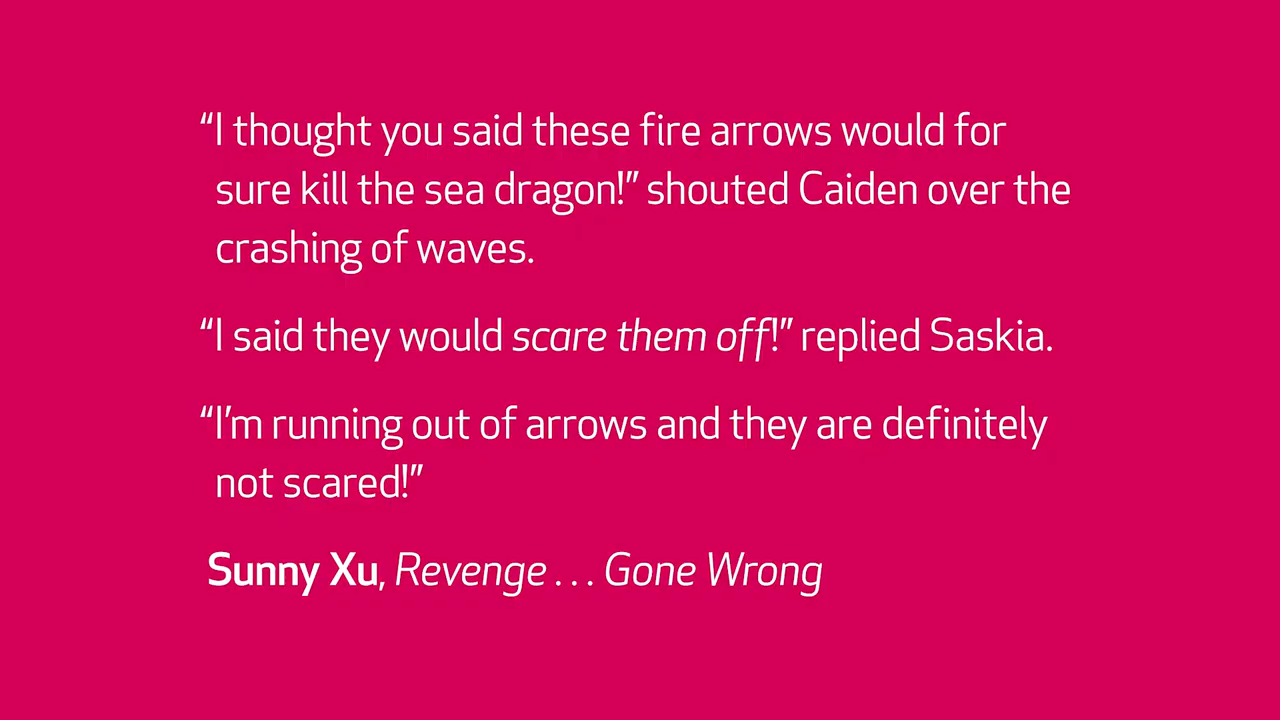 “I thought you said these fire arrows would for
sure kill the sea dragon!” shouted Caiden over the
crashing of waves.
“I said they would scare them off!” replied Saskia.
“I’m running out of arrows and they are definitely
not scared!”
Sunny Xu, Revenge . . . Gone Wrong